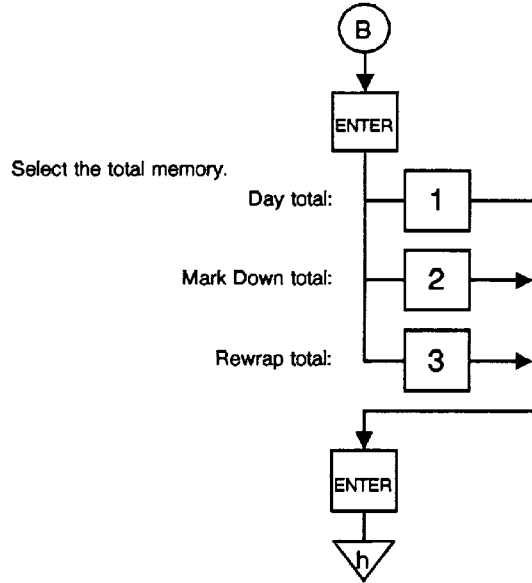 B
ENTER
Select the total memory.
Day total: 1
Mark Down total: 2
Rewrap total: 3
ENTER
h